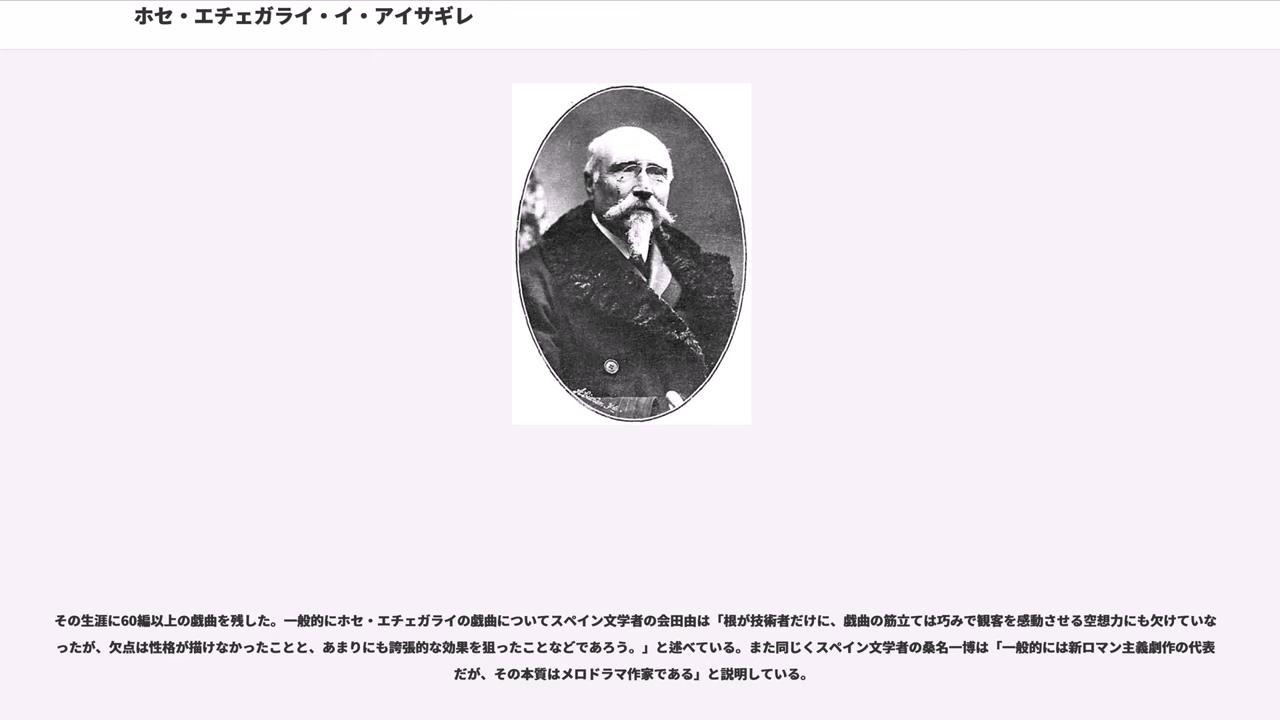 ホセ・エチェガライ・イ・アイサギレ
その生涯に60編以上の戯曲を残した。一般的にホセ・エチェガライの戯曲についてスペイン文学者の会田由は「根が技術者だけに、戯曲の筋立ては巧みで観客を感動させる空想力にも欠けていな
ったが、欠点は性格が描けなかったことと、あまりにも誇張的な効果を狙ったことなどであろう。」と述べている。また同じくスペイン文学者の桑名一博は「一般的には新ロマン主義劇作の代表
だが、その本質はメロドラマ作家である」と説明している。